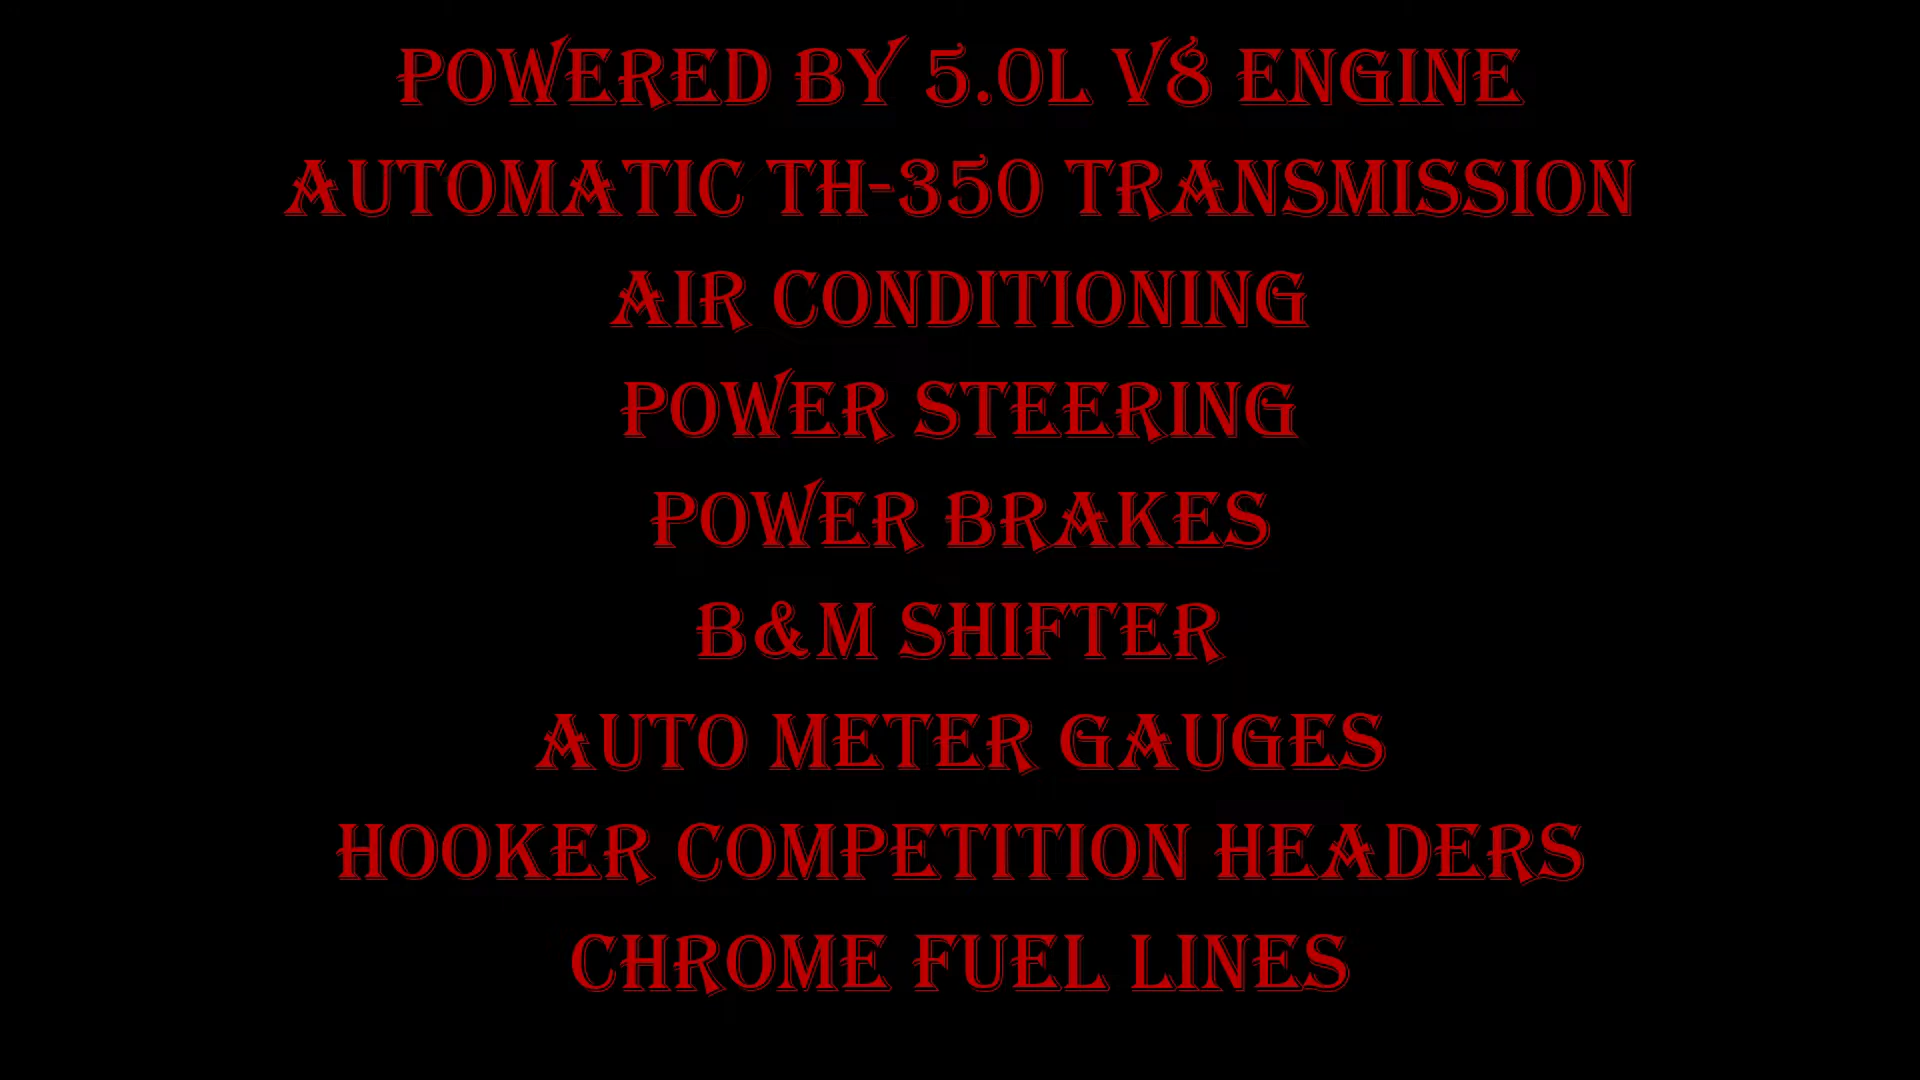 POWERED BY 5.0L V8 ENGINE
AUTOMATIC TH-350 TRANSMISSION
AIR CONDITIONING
POWER STEERING
POWER BRAKES
B&M SHIFTER
AUTO METER GAUGES
HOOKER COMPETITION HEADERS
CHROME FUEL LINES